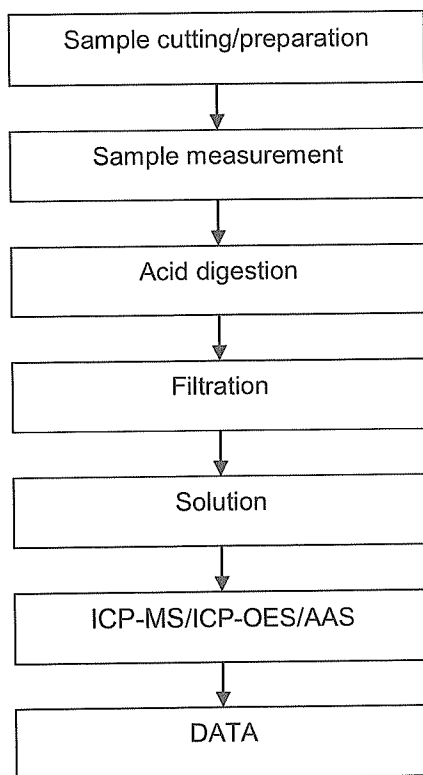 Sample cutting/preparation
Sample measurement
Acid digestion
Filtration
Solution
ICP-MS/ICP-OES/AAS
DATA